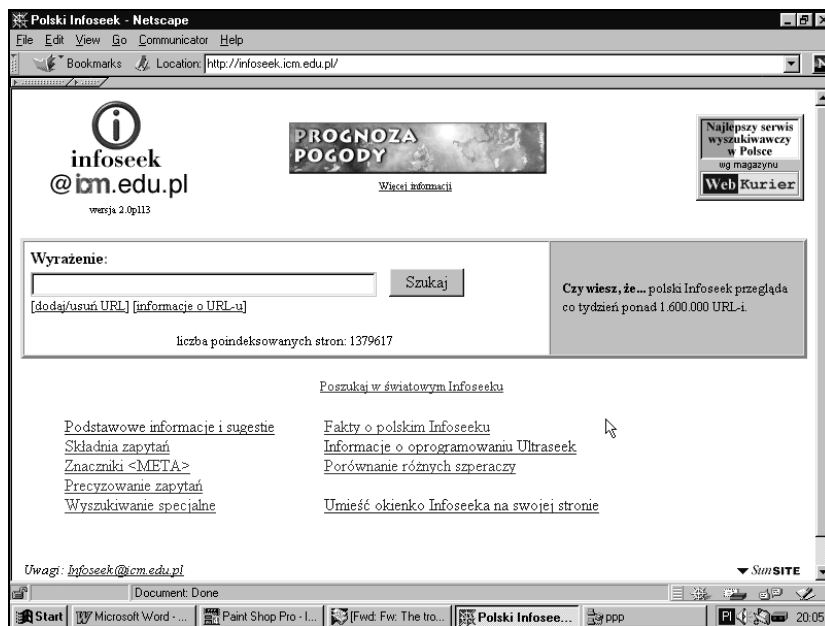 Polski Infoseek - Netscape
File Edit View Go Communicator Help
Bookmarks Location: http://infoseek.icm.edu.pl/
infoseek
@icm.edu.pl
wersja 2.0p113
PROGNOZA
POGODY
Więcej informacji
Najlepszy serwis
wyszukiwawczy
w Polsce
wg magazynu
Web Kurier
Wyrażenie:
Szukaj
[dodaj/usuń URL] [informacje o URL-u]
liczba poindeksowanych stron: 1379617
Czy wiesz, że... polski Infoseek przegląda
co tydzień ponad 1.600.000 URL-i.
Poszukaj w światowym Infoseeku
Podstawowe informacje i sugestie
Składnia zapytań
Znaczniki <META>
Precyzowanie zapytań
Wyszukiwanie specjalne
Fakty o polskim Infoseeku
Informacje o oprogramowaniu Ultraseek
Porównanie różnych szperaczy
Umieść okienko Infoseeka na swojej stronie
Uwagi: Infoseek@icm.edu.pl
SunSITE
Document: Done
Start Microsoft Word - ... Paint Shop Pro - I... [Fwd: Fw: The tro... Polski Infosee... ppp Pl 20:05